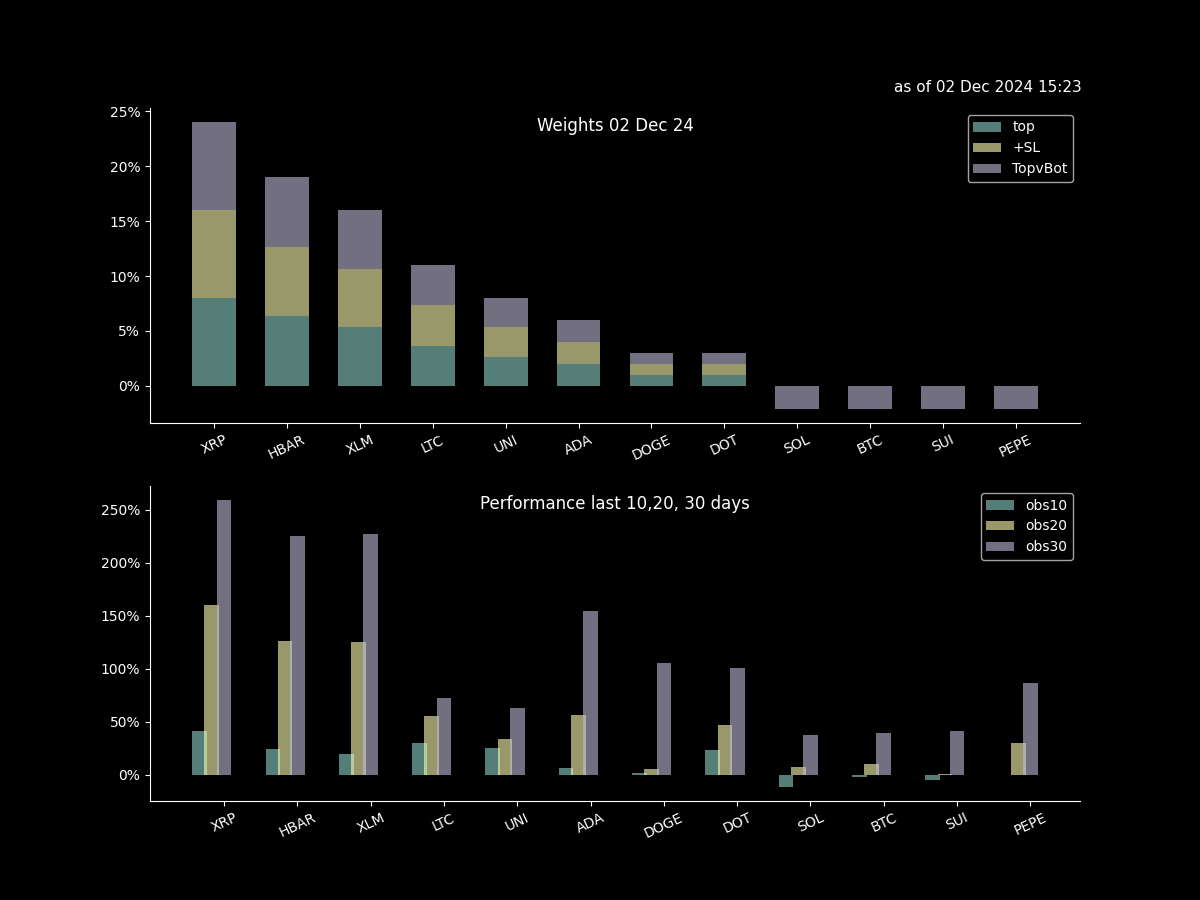 as of 02 Dec 2024 15:23
Weights 02 Dec 24
top
+SL
TopvBot
25%
20%
15%
10%
5%
0%
XRP HBAR XLM LTC UNI ADA DOGE DOT SOL BTC SUI PEPE
Performance last 10,20, 30 days
obs10
obs20
obs30
250%
200%
150%
100%
50%
0%
XRP HBAR XLM LTC UNI ADA DOGE DOT SOL BTC SUI PEPE